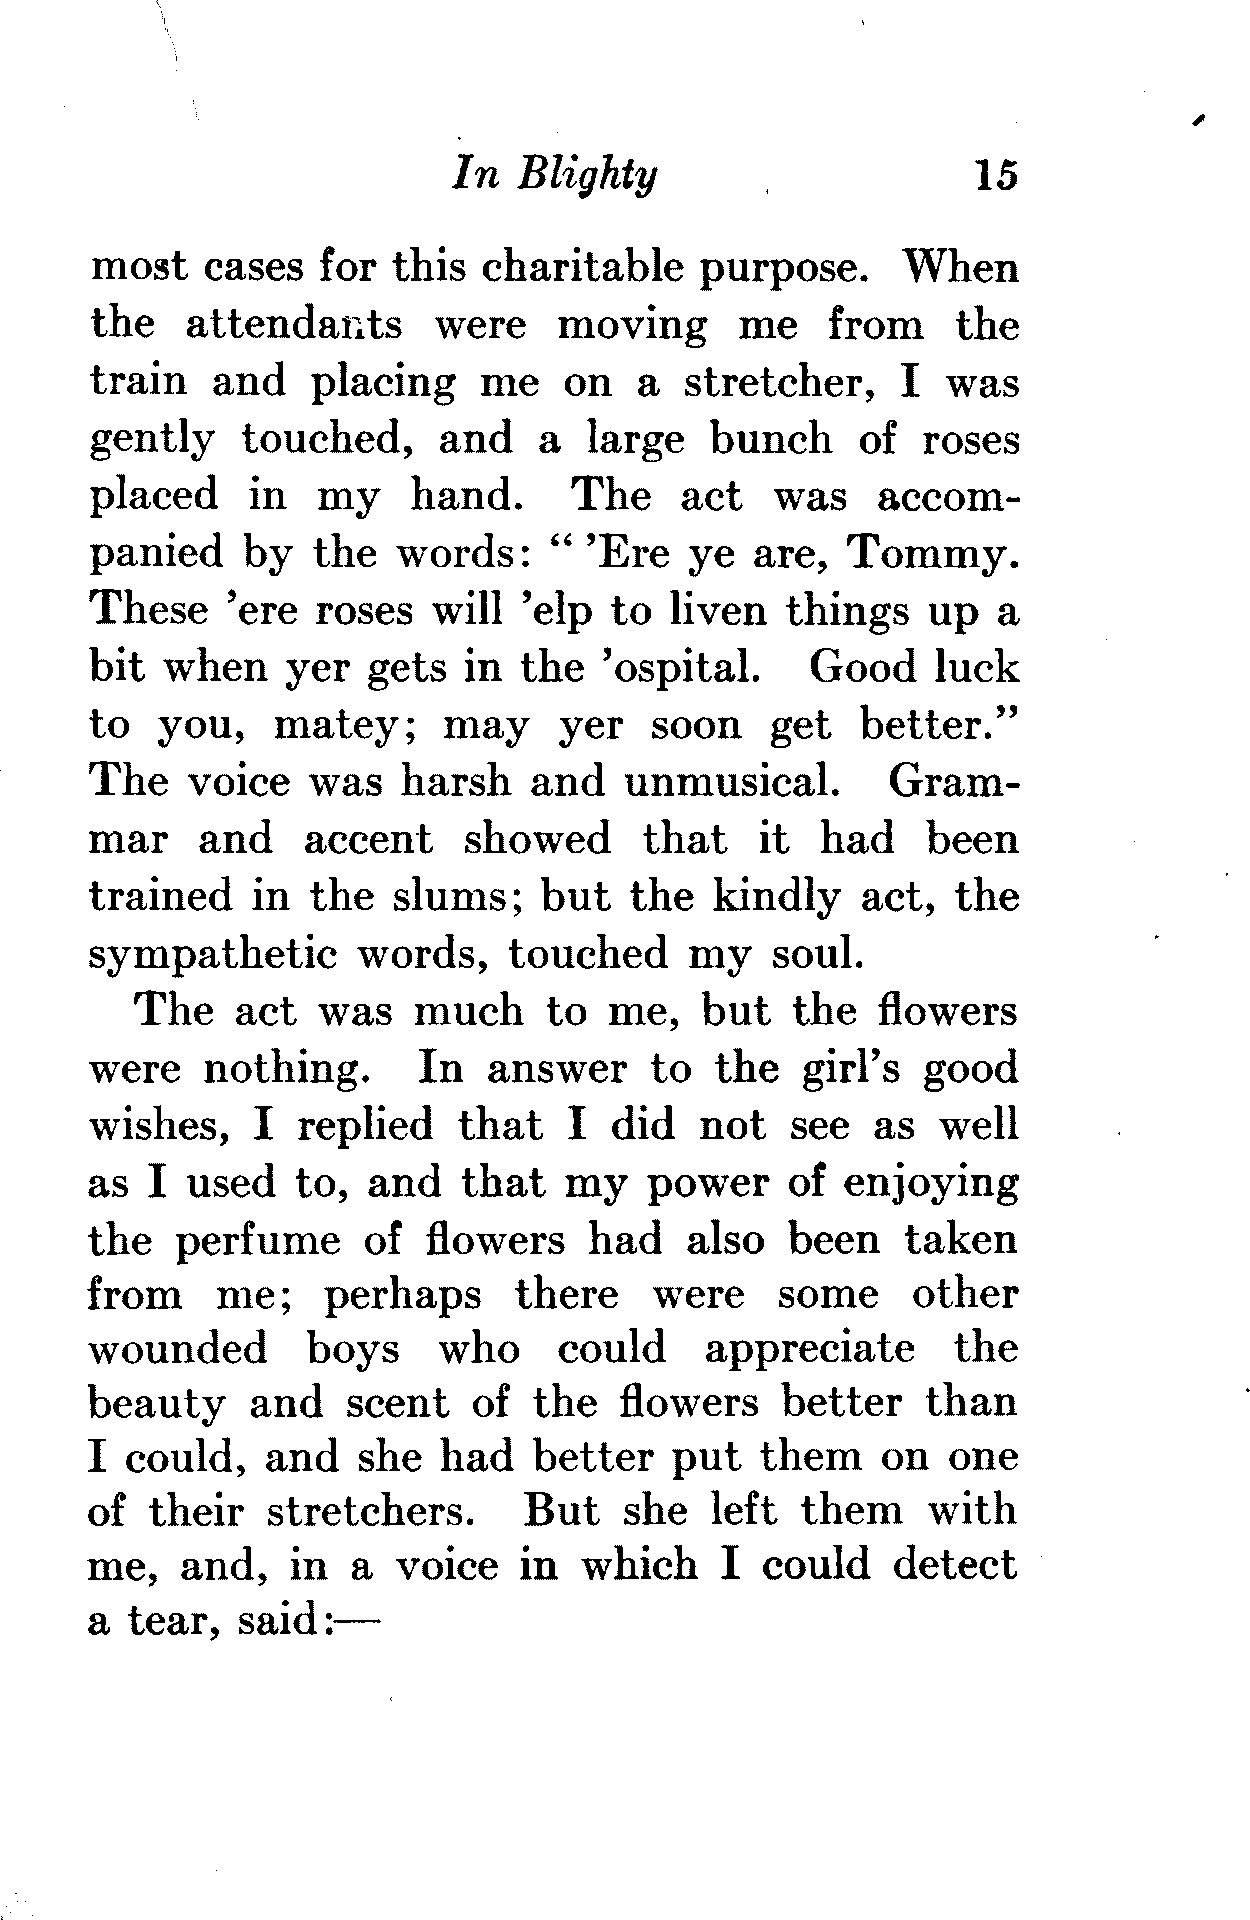 In Blighty 15
most cases for this charitable purpose. When
the attendants were moving me from the
train and placing me on a stretcher, I was
gently touched, and a large bunch of roses
placed in my hand. The act was accom-
panied by the words: “ ’Ere ye are, Tommy.
These ’ere roses will ’elp to liven things up a
bit when yer gets in the ’ospital. Good luck
to you, matey; may yer soon get better.”
The voice was harsh and unmusical. Gram-
mar and accent showed that it had been
trained in the slums; but the kindly act, the
sympathetic words, touched my soul.
The act was much to me, but the flowers
were nothing. In answer to the girl’s good
wishes, I replied that I did not see as well
as I used to, and that my power of enjoying
the perfume of flowers had also been taken
from me; perhaps there were some other
wounded boys who could appreciate the
beauty and scent of the flowers better than
I could, and she had better put them on one
of their stretchers. But she left them with
me, and, in a voice in which I could detect
a tear, said:—